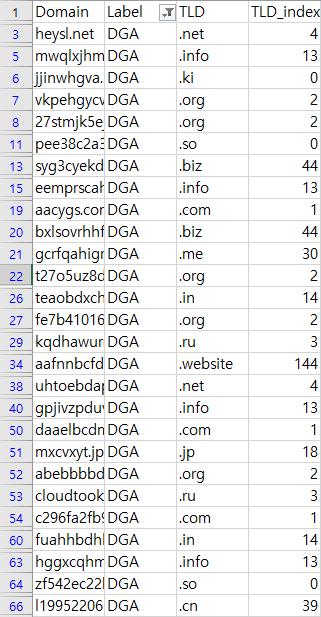 1 Domain Label TLD TLD_index
3 heysl.net DGA .net 4
5 mwqlxjhm DGA .info 13
6 jjinwhgva. DGA .ki 0
7 vkpehgycv DGA .org 2
8 27stmjk5e DGA .org 2
11 pee38c2a3 DGA .so 0
13 syg3cyekd DGA .biz 44
15 eemprscah DGA .info 13
19 aacygs.com DGA .com 1
20 bxlsovrhhf DGA .biz 44
21 gcrfqahigr DGA .me 30
22 t27o5uz8d DGA .org 2
26 teaobdxch DGA .in 14
27 fe7b41016 DGA .org 2
29 kqdhawur DGA .ru 3
34 aafnnbcfd DGA .website 144
38 uhtoebdap DGA .net 4
40 gpjivzpduv DGA .info 13
50 daaelbcdn DGA .com 1
51 mxcvxyt.jp DGA .jp 18
52 abebbbbd DGA .org 2
53 cloudtook DGA .ru 3
54 c296fa2fb9 DGA .com 1
60 fuahhbdhl DGA .in 14
63 hggxcqhm DGA .info 13
64 zf542ec22 DGA .so 0
66 l19952206 DGA .cn 39